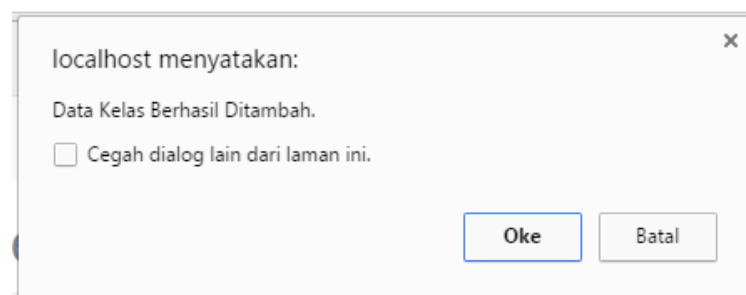 localhost menyatakan:
Data Kelas Berhasil Ditambah.
Cegah dialog lain dari laman ini.
Oke Batal